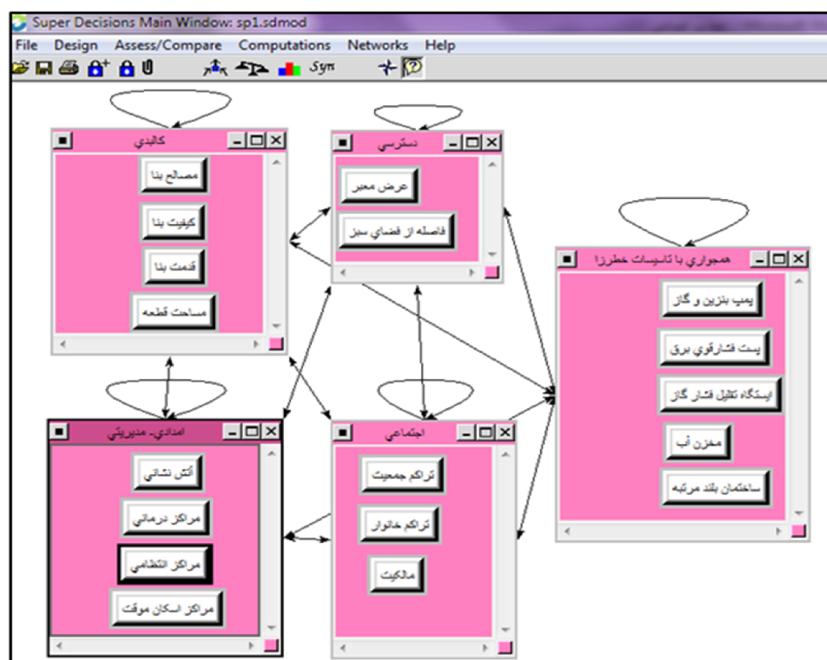 Super Decisions Main Window: sp1.sdmod
File Design Assess/Compare Computations Networks Help
Syn
كالبدي
مصالح بنا
كيفيت بنا
قدمت بنا
مساحت قطعه
دسترسي
عرض معبر
فاصله از فضاي سبز
همجواري با تاسيسات خطرزا
پمپ بنزين و گاز
پست فشارقوي برق
ايستگاه تقليل فشار گاز
مخزن آب
ساختمان بلند مرتبه
امدادي- مديريتي
آتش نشاني
مراكز درماني
مراكز انتظامي
مراكز اسكان موقت
اجتماعي
تراكم جمعيت
تراكم خانوار
مالكيت